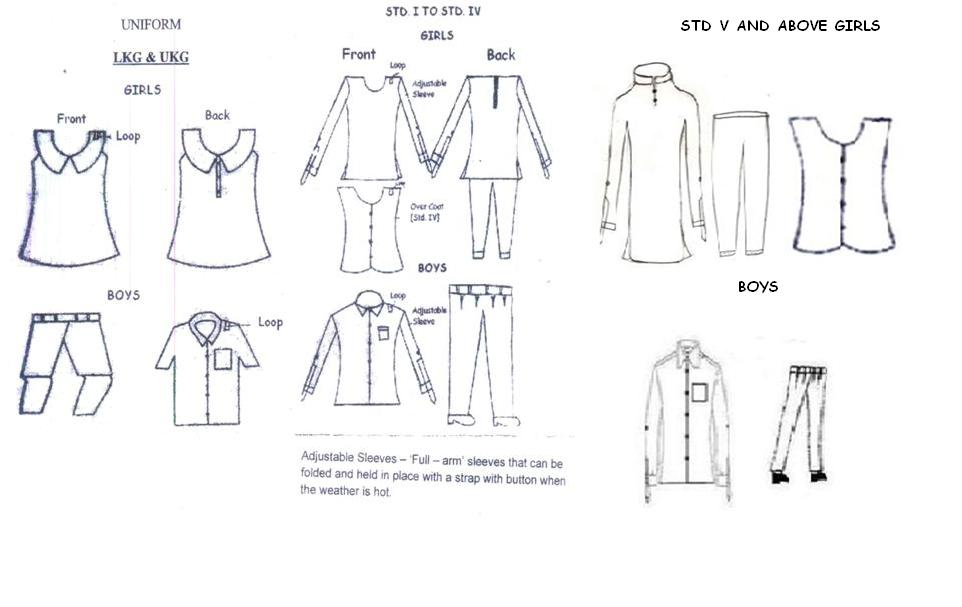 UNIFORM
LKG & UKG
GIRLS
Front
Back
Loop
BOYS
Loop
STD. I TO STD. IV
GIRLS
Front
Back
Loop
Adjustable
Sleeve
Over Coat
[Std. IV]
BOYS
Loop
Adjustable
Sleeve
Adjustable Sleeves – 'Full – arm' sleeves that can be
folded and held in place with a strap with button when
the weather is hot.
STD V AND ABOVE GIRLS
BOYS